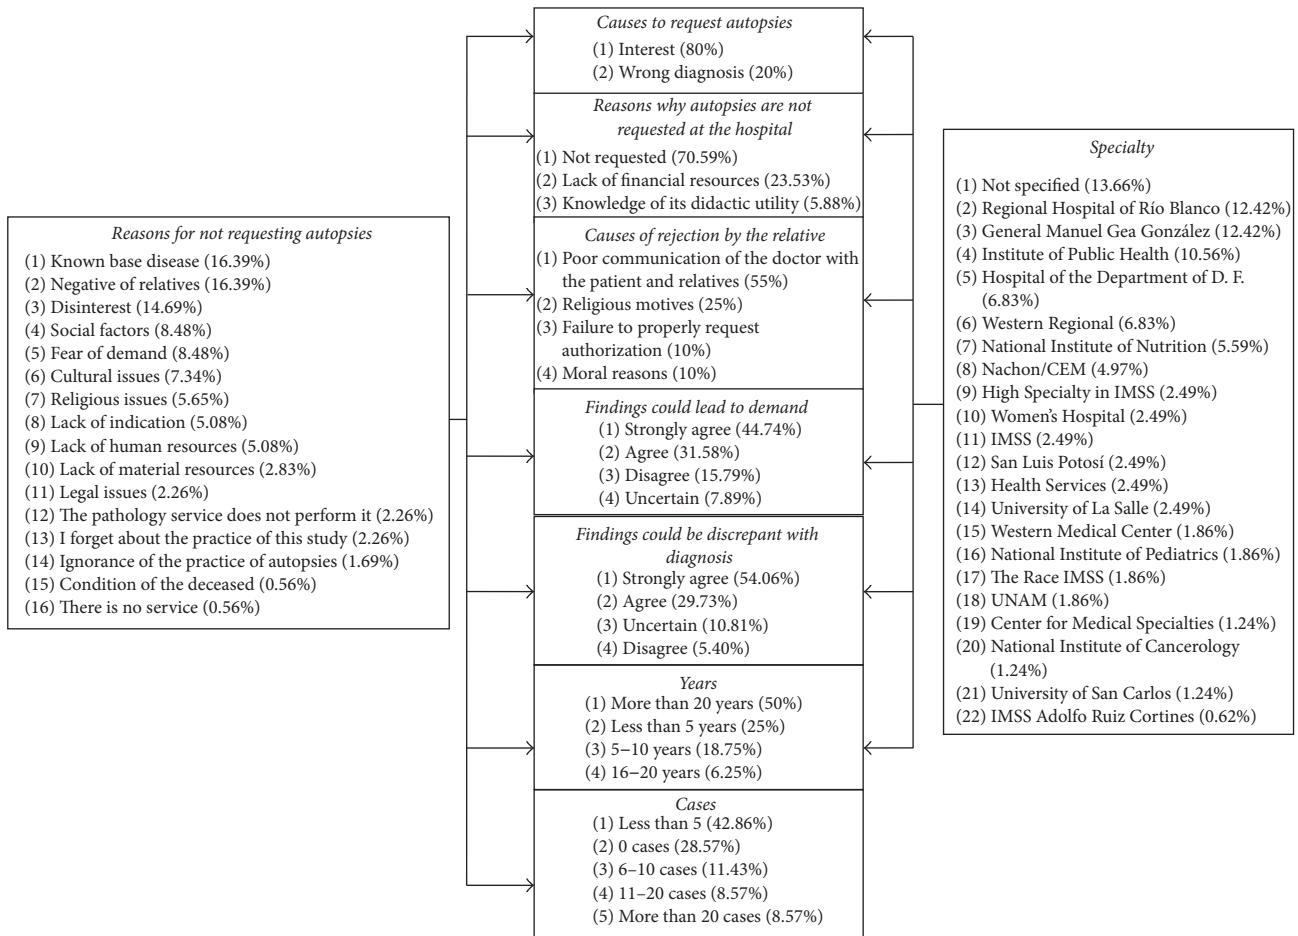 Causes to request autopsies
(1) Interest (80%)
(2) Wrong diagnosis (20%)
Reasons why autopsies are not
requested at the hospital
(1) Not requested (70.59%)
(2) Lack of financial resources (23.53%)
(3) Knowledge of its didactic utility (5.88%)
Causes of rejection by the relative
(1) Poor communication of the doctor with
the patient and relatives (55%)
(2) Religious motives (25%)
(3) Failure to properly request
authorization (10%)
(4) Moral reasons (10%)
Findings could lead to demand
(1) Strongly agree (44.74%)
(2) Agree (31.58%)
(3) Disagree (15.79%)
(4) Uncertain (7.89%)
Findings could be discrepant with
diagnosis
(1) Strongly agree (54.06%)
(2) Agree (29.73%)
(3) Uncertain (10.81%)
(4) Disagree (5.40%)
Years
(1) More than 20 years (50%)
(2) Less than 5 years (25%)
(3) 5−10 years (18.75%)
(4) 16−20 years (6.25%)
Cases
(1) Less than 5 (42.86%)
(2) 0 cases (28.57%)
(3) 6–10 cases (11.43%)
(4) 11–20 cases (8.57%)
(5) More than 20 cases (8.57%)
Reasons for not requesting autopsies
(1) Known base disease (16.39%)
(2) Negative of relatives (16.39%)
(3) Disinterest (14.69%)
(4) Social factors (8.48%)
(5) Fear of demand (8.48%)
(6) Cultural issues (7.34%)
(7) Religious issues (5.65%)
(8) Lack of indication (5.08%)
(9) Lack of human resources (5.08%)
(10) Lack of material resources (2.83%)
(11) Legal issues (2.26%)
(12) The pathology service does not perform it (2.26%)
(13) I forget about the practice of this study (2.26%)
(14) Ignorance of the practice of autopsies (1.69%)
(15) Condition of the deceased (0.56%)
(16) There is no service (0.56%)
Specialty
(1) Not specified (13.66%)
(2) Regional Hospital of Río Blanco (12.42%)
(3) General Manuel Gea González (12.42%)
(4) Institute of Public Health (10.56%)
(5) Hospital of the Department of D. F.
(6.83%)
(6) Western Regional (6.83%)
(7) National Institute of Nutrition (5.59%)
(8) Nachon/CEM (4.97%)
(9) High Specialty in IMSS (2.49%)
(10) Women's Hospital (2.49%)
(11) IMSS (2.49%)
(12) San Luis Potosí (2.49%)
(13) Health Services (2.49%)
(14) University of La Salle (2.49%)
(15) Western Medical Center (1.86%)
(16) National Institute of Pediatrics (1.86%)
(17) The Race IMSS (1.86%)
(18) UNAM (1.86%)
(19) Center for Medical Specialties (1.24%)
(20) National Institute of Cancerology
(1.24%)
(21) University of San Carlos (1.24%)
(22) IMSS Adolfo Ruiz Cortines (0.62%)